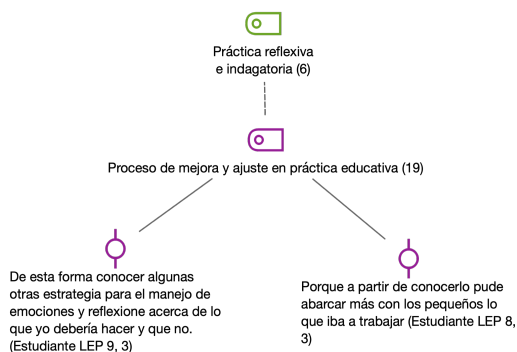 Práctica reflexiva
e indagatoria (6)
Proceso de mejora y ajuste en práctica educativa (19)
De esta forma conocer algunas
otras estrategia para el manejo de
emociones y reflexione acerca de lo
que yo debería hacer y que no.
(Estudiante LEP 9, 3)
Porque a partir de conocerlo pude
abarcar más con los pequeños lo
que iba a trabajar (Estudiante LEP 8,
3)